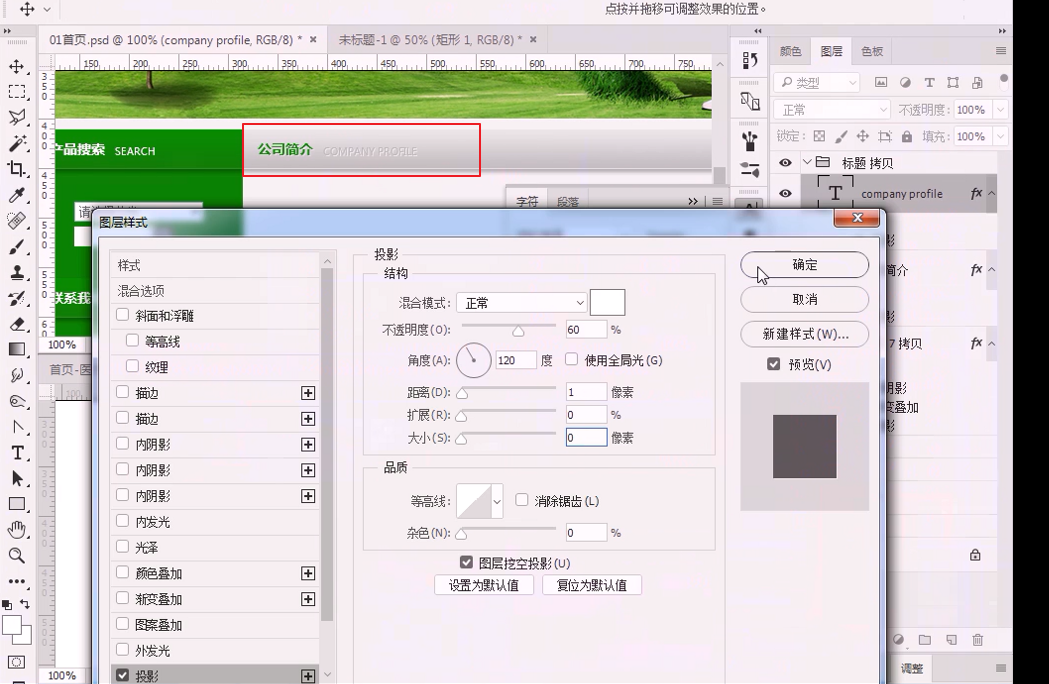 点按并拖移可调整效果的位置。
01首页.psd @ 100% (company profile, RGB/8) *
未标题-1 @ 50% (矩形 1, RGB/8) *
150 200 250 300 350 400 450 500 550 600 650 700 750
颜色 图层 色板
类型
正常 不透明度: 100%
锁定: 填充: 100%
标题 拷贝
company profile fx
简介 fx
7 拷贝 fx
产品搜索 SEARCH
公司简介 COMPANY PROFILE
字符 段落
联系我
100%
首页-医
100%
图层样式
样式
混合选项
斜面和浮雕
等高线
纹理
描边
描边
内阴影
内阴影
内阴影
内发光
光泽
颜色叠加
渐变叠加
图案叠加
外发光
投影
投影
结构
混合模式: 正常
不透明度(O): 60 %
角度(A): 120 度 使用全局光(G)
距离(D): 1 像素
扩展(R): 0 %
大小(S): 0 像素
品质
等高线: 消除锯齿(L)
杂色(N): 0 %
图层挖空投影(U)
设置为默认值 复位为默认值
确定
取消
新建样式(W)...
预览(V)
调整